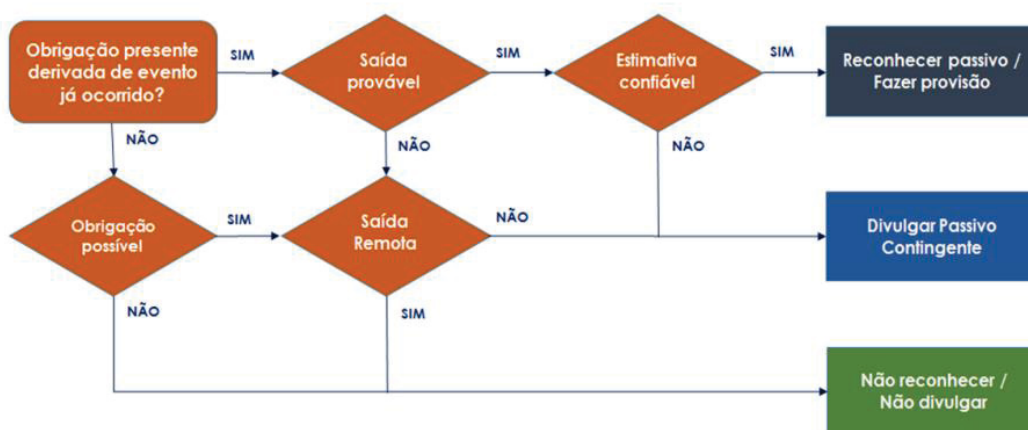 Obrigação presente
derivada de evento
já ocorrido?
SIM
Saída
provável
SIM
Estimativa
confiável
SIM
Reconhecer passivo /
Fazer provisão
NÃO
NÃO
NÃO
Obrigação
possível
SIM
Saída
Remota
NÃO
Divulgar Passivo
Contingente
NÃO
SIM
Não reconhecer /
Não divulgar